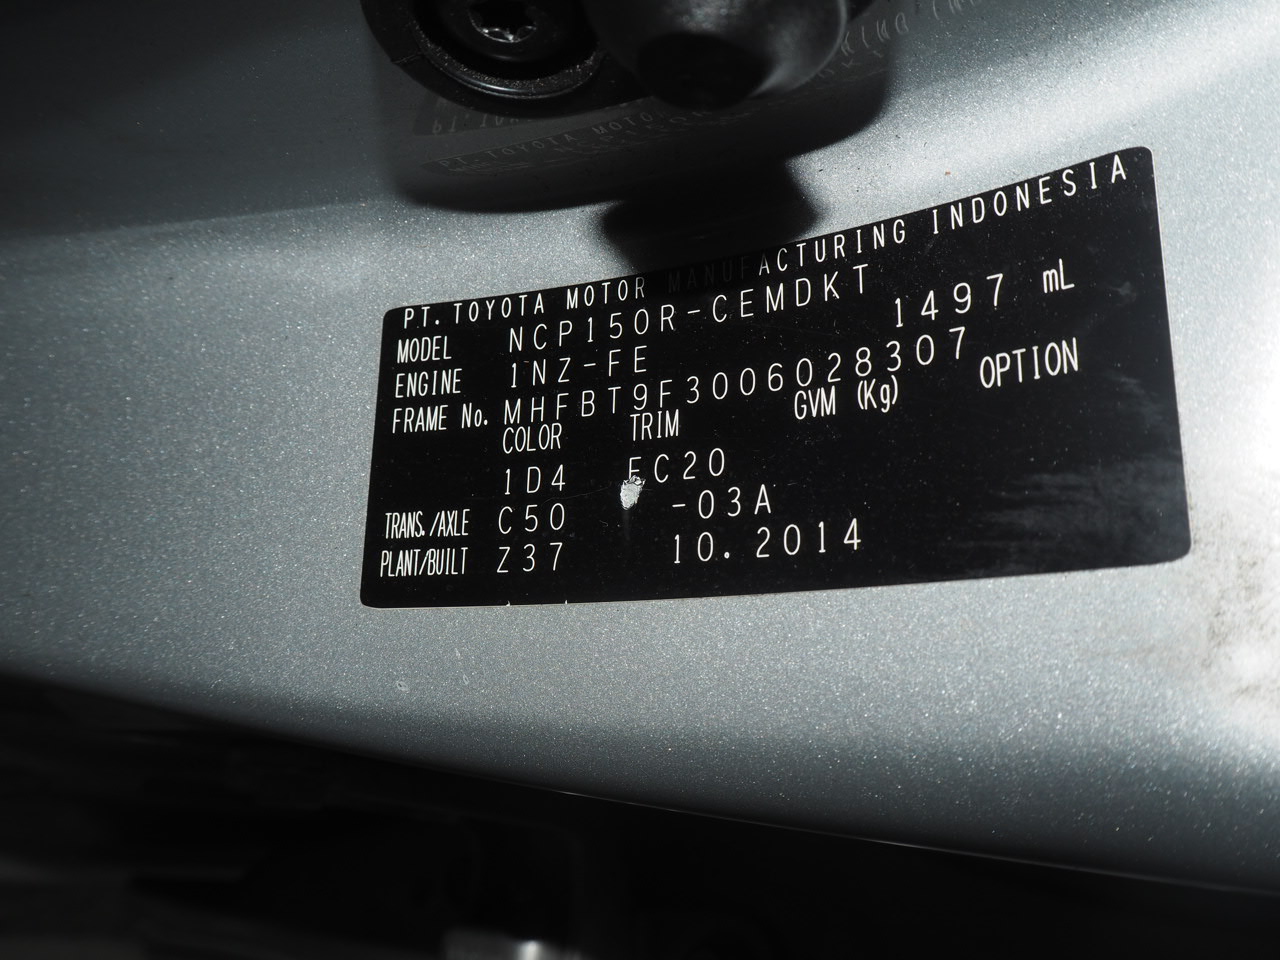 PT. TOYOTA MOTOR MANUFACTURING INDONESIA
MODEL NCP150R-CEMDKT
ENGINE 1NZ-FE 1497 mL
FRAME No. MHFBT9F3006028307
COLOR TRIM GVM (Kg) OPTION
1D4 FC20
TRANS./AXLE C50 -03A
PLANT/BUILT Z37 10.2014